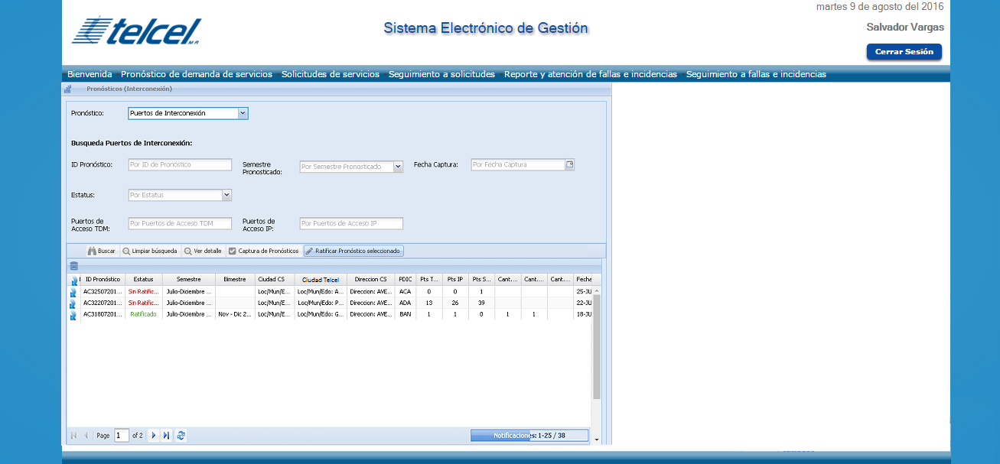 martes 9 de agosto del 2016
telcel M.R
Sistema Electrónico de Gestión
Salvador Vargas
Cerrar Sesión
Bienvenida Pronóstico de demanda de servicios Solicitudes de servicios Seguimiento a solicitudes Reporte y atención de fallas e incidencias Seguimiento a fallas e incidencias
Pronósticos (Interconexión)
Pronóstico: Puertos de Interconexión
Busqueda Puertos de Interconexión:
ID Pronóstico: Por ID de Pronóstico Semestre Pronosticado: Por Semestre Pronosticado Fecha Captura: Por Fecha Captura
Estatus: Por Estatus
Puertos de Acceso TDM: Por Puertos de Acceso TDM Puertos de Acceso IP: Por Puertos de Acceso IP
Buscar Limpiar búsqueda Ver detalle Captura de Pronósticos Ratificar Pronóstico seleccionado
ID Pronóstico Estatus Semestre Bimestre Ciudad CS Ciudad Telcel Direccion CS PDIC Pts T... Pts IP Pts S... Cant.... Cant.... Cant.... Fecha
AC32507201... Sin Ratific... Julio-Diciembre ... Loc/Mun/E... Loc/Mun/Edo: A... Direccion: AVE... ACA 0 0 1 25-JU
AC32207201... Sin Ratific... Julio-Diciembre ... Loc/Mun/E... Loc/Mun/Edo: P... Direccion: AVE... ADA 13 26 39 22-JU
AC31807201... Ratificado Julio-Diciembre ... Nov - Dic 2... Loc/Mun/E... Loc/Mun/Edo: G... Direccion: AVE... BAN 1 1 0 1 1 18-JU
Page 1 of 2 Notificaciones: 1-25 / 38